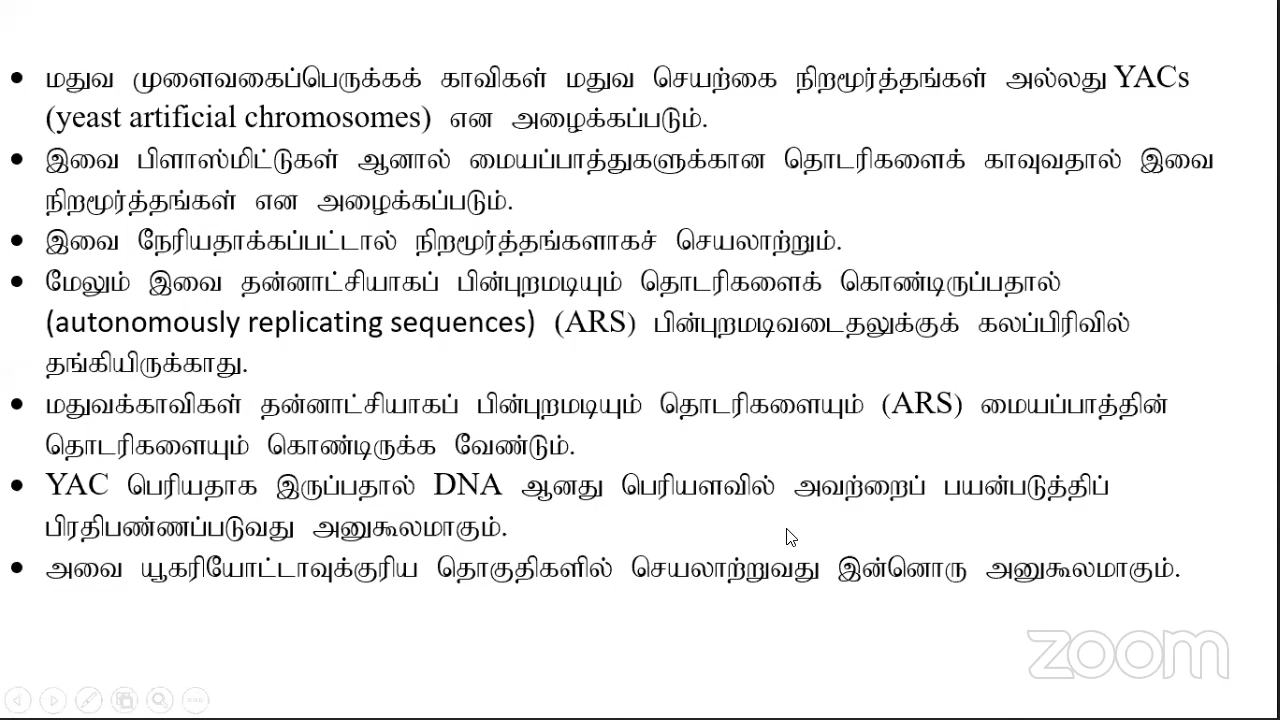 • மதுவ முளைவகைப்பெருக்கக் காவிகள் மதுவ செயற்கை நிறமூர்த்தங்கள் அல்லது YACs
(yeast artificial chromosomes) என அழைக்கப்படும்.
• இவை பிளாஸ்மிட்டுகள் ஆனால் மையப்பாத்துகளுக்கான தொடரிகளைக் காவுவதால் இவை
நிறமூர்த்தங்கள் என அழைக்கப்படும்.
• இவை நேரியதாக்கப்பட்டால் நிறமூர்த்தங்களாகச் செயலாற்றும்.
• மேலும் இவை தன்னாட்சியாகப் பின்புறமடியும் தொடரிகளைக் கொண்டிருப்பதால்
(autonomously replicating sequences) (ARS) பின்புறமடிவடைதலுக்குக் கலப்பிரிவில்
தங்கியிருக்காது.
• மதுவக்காவிகள் தன்னாட்சியாகப் பின்புறமடியும் தொடரிகளையும் (ARS) மையப்பாத்தின்
தொடரிகளையும் கொண்டிருக்க வேண்டும்.
• YAC பெரியதாக இருப்பதால் DNA ஆனது பெரியளவில் அவற்றைப் பயன்படுத்திப்
பிரதிபண்ணப்படுவது அனுகூலமாகும்.
• அவை யூகரியோட்டாவுக்குரிய தொகுதிகளில் செயலாற்றுவது இன்னொரு அனுகூலமாகும்.
zoom